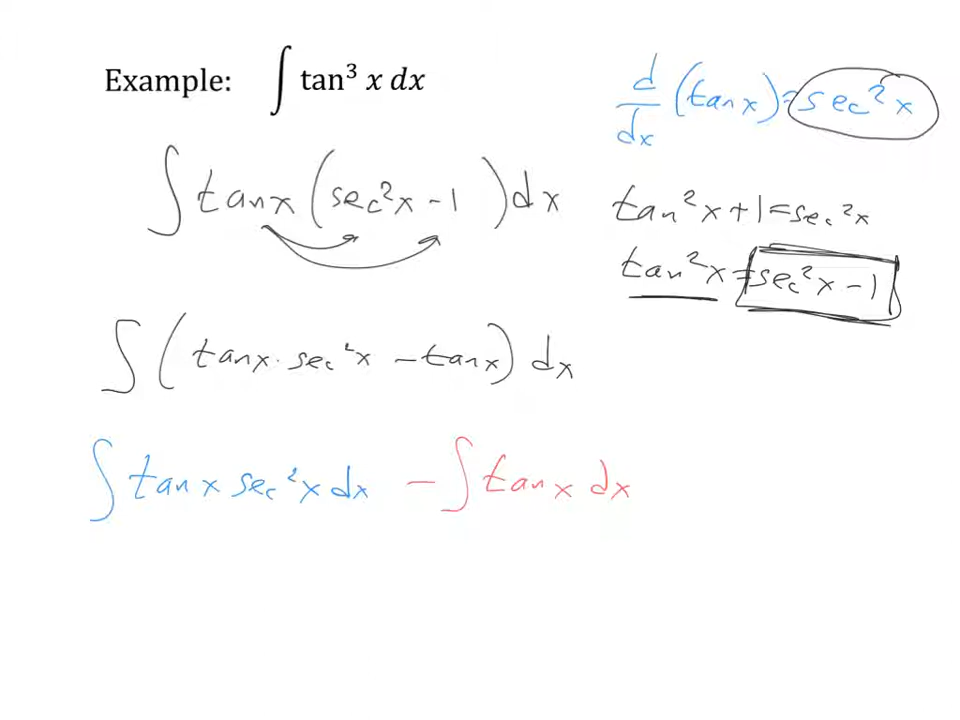 Example: ∫ tan³ x dx
d/dx (tan x) = sec² x
∫ tan x (sec² x − 1) dx
tan² x + 1 = sec² x
tan² x = sec² x − 1
∫ (tan x · sec² x − tan x) dx
∫ tan x sec² x dx − ∫ tan x dx